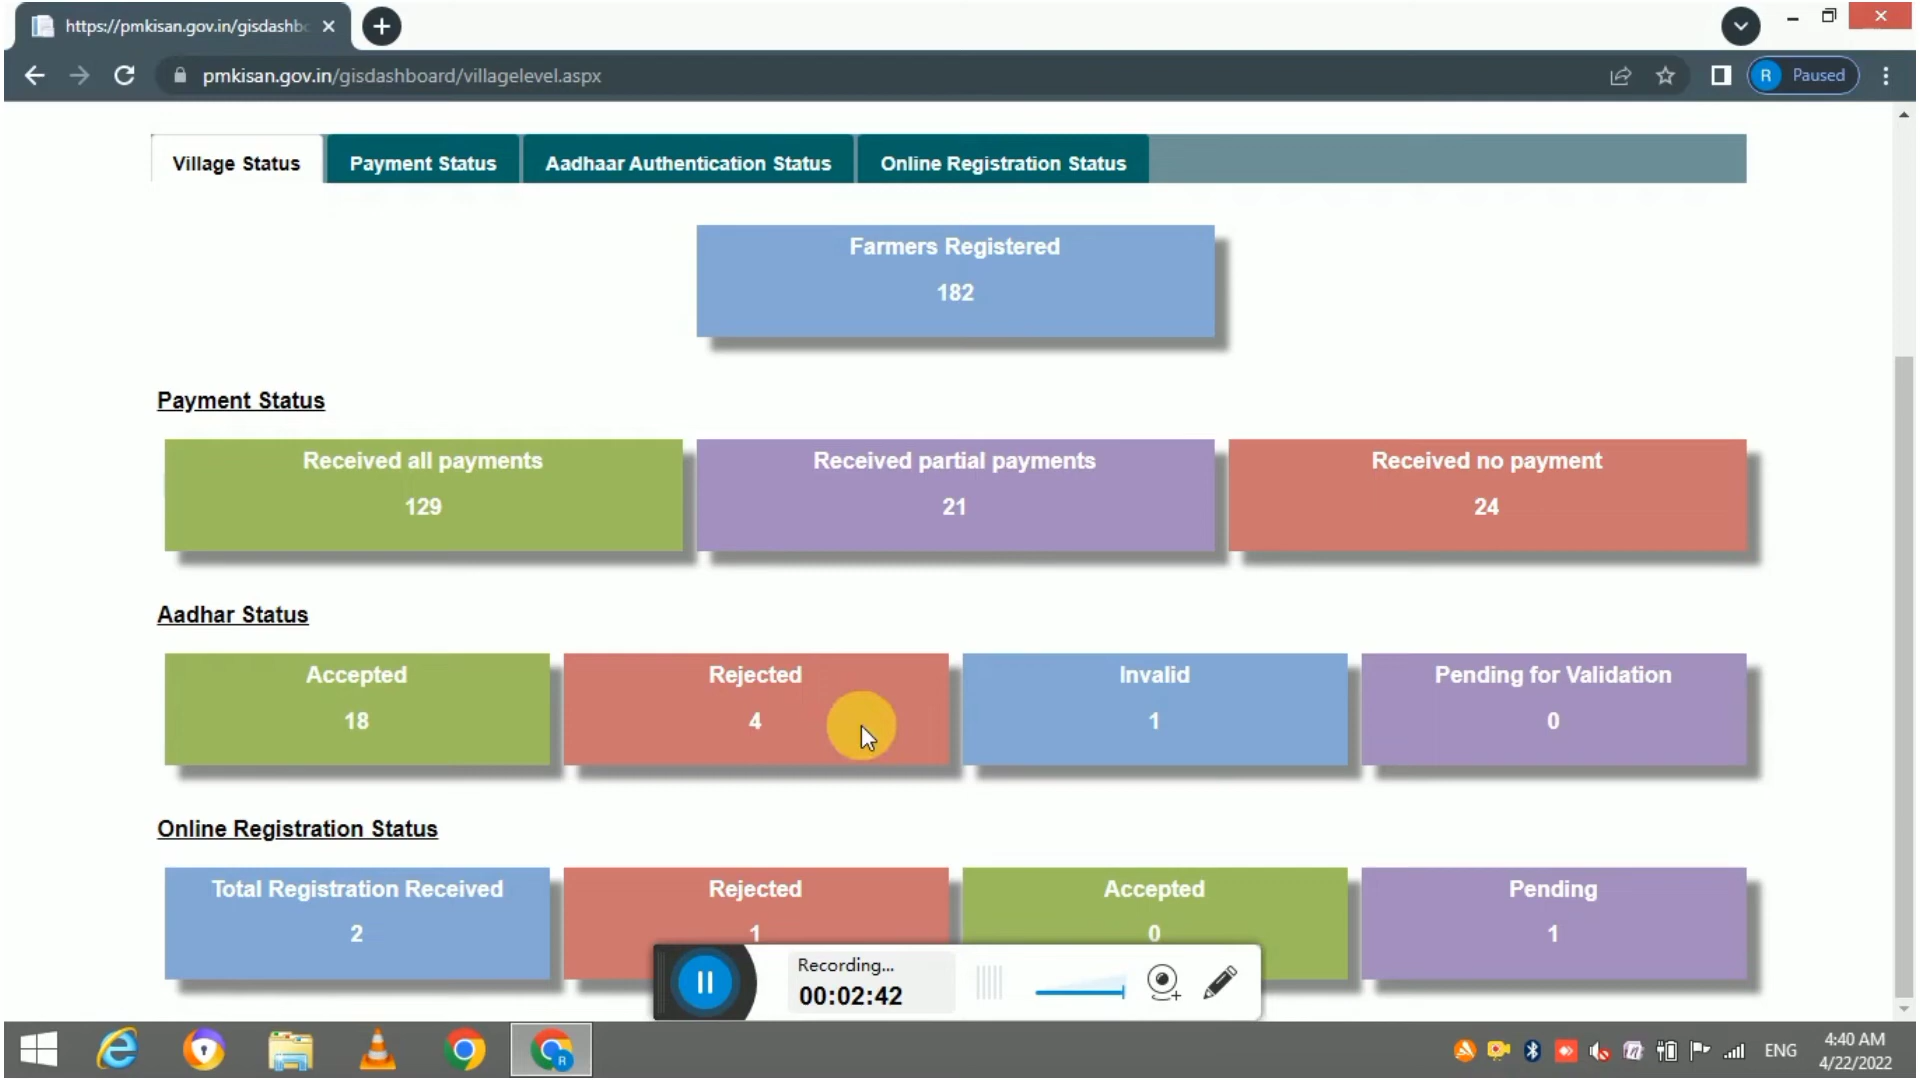 https://pmkisan.gov.in/gisdashb
pmkisan.gov.in/gisdashboard/villagelevel.aspx
R Paused
Village Status
Payment Status
Aadhaar Authentication Status
Online Registration Status
Farmers Registered
182
Payment Status
Received all payments
129
Received partial payments
21
Received no payment
24
Aadhar Status
Accepted
18
Rejected
4
Invalid
1
Pending for Validation
0
Online Registration Status
Total Registration Received
2
Rejected
1
Accepted
0
Pending
1
Recording...
00:02:42
R
ENG
4:40 AM
4/22/2022